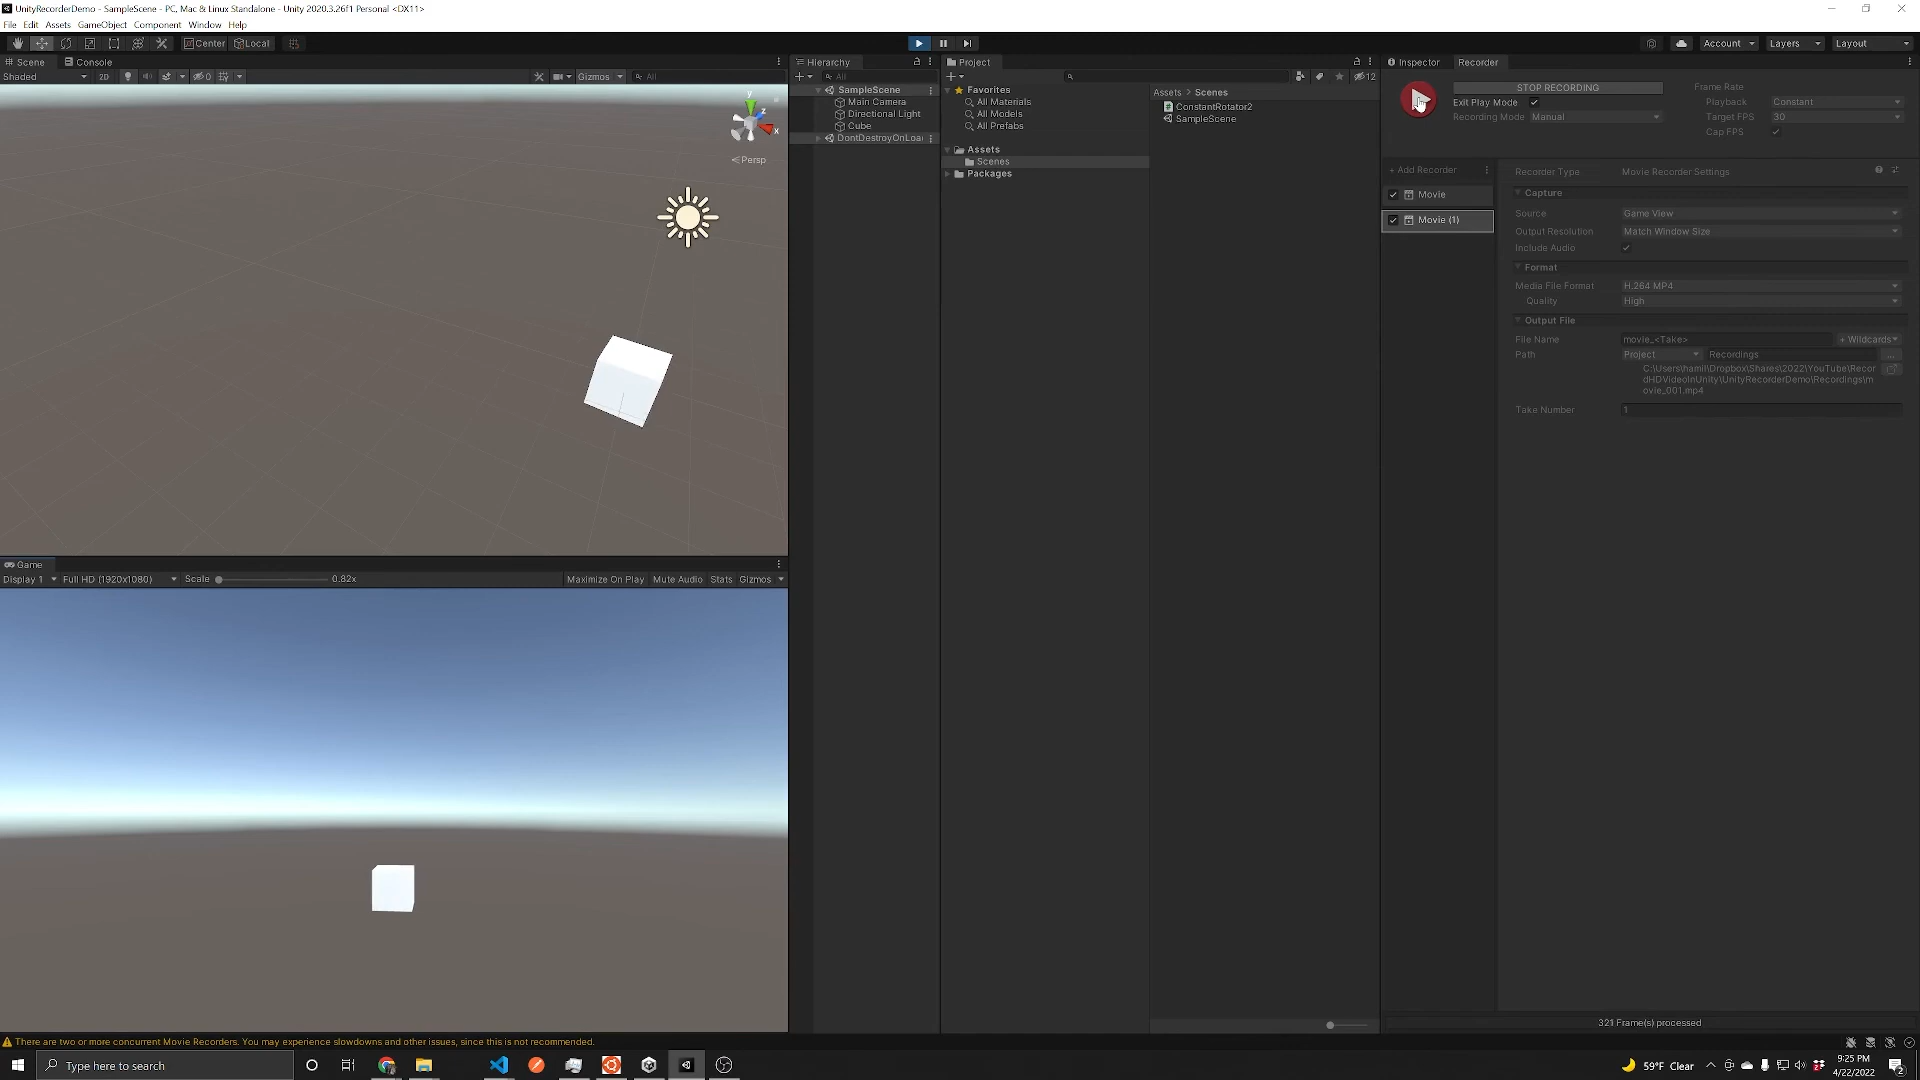 UnityRecorderDemo - SampleScene - PC, Mac & Linux Standalone - Unity 2020.3.26f1 Personal <DX11>
File Edit Assets GameObject Component Window Help
Center Local Account Layers Layout
Scene Console
Shaded 2D 0 Gizmos All
y
z
x
Persp
Game
Display 1 Full HD (1920x1080) Scale 0.82x Maximize On Play Mute Audio Stats Gizmos
Hierarchy
All
SampleScene
Main Camera
Directional Light
Cube
DontDestroyOnLoa
Project
12
Favorites
All Materials
All Models
All Prefabs
Assets
Scenes
Packages
Assets > Scenes
ConstantRotator2
SampleScene
Inspector Recorder
STOP RECORDING
Exit Play Mode
Recording Mode Manual
Frame Rate
Playback Constant
Target FPS 30
Cap FPS
+ Add Recorder
Movie
Movie (1)
Recorder Type Movie Recorder Settings
Capture
Source Game View
Output Resolution Match Window Size
Include Audio
Format
Media File Format H.264 MP4
Quality High
Output File
File Name movie_<Take> + Wildcards
Path Project Recordings ...
C:\Users\hamil\Dropbox\Shares\2022\YouTube\Recor
dHDVideoInUnity\UnityRecorderDemo\Recordings\m
ovie_001.mp4
Take Number 1
321 Frame(s) processed
There are two or more concurrent Movie Recorders. You may experience slowdowns and other issues, since this is not recommended.
Type here to search
59°F Clear
9:25 PM
4/22/2022
2